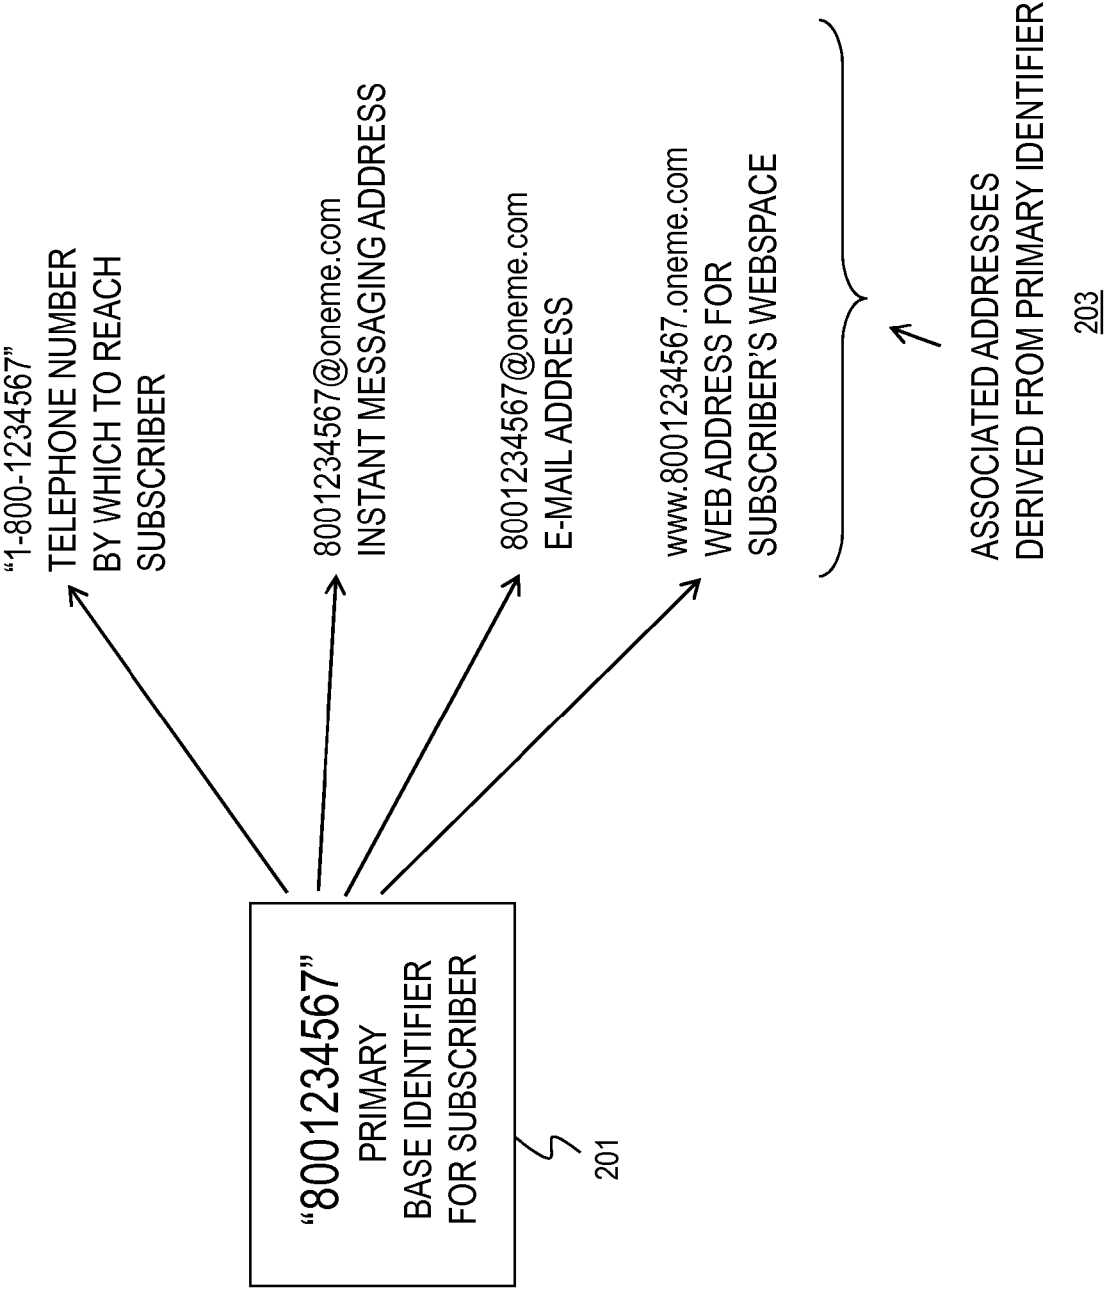 “1-800-1234567”
TELEPHONE NUMBER
BY WHICH TO REACH
SUBSCRIBER
8001234567@oneme.com
INSTANT MESSAGING ADDRESS
8001234567@oneme.com
E-MAIL ADDRESS
www.8001234567.oneme.com
WEB ADDRESS FOR
SUBSCRIBER’S WEBSPACE
“8001234567”
PRIMARY
BASE IDENTIFIER
FOR SUBSCRIBER
201
ASSOCIATED ADDRESSES
DERIVED FROM PRIMARY IDENTIFIER
203